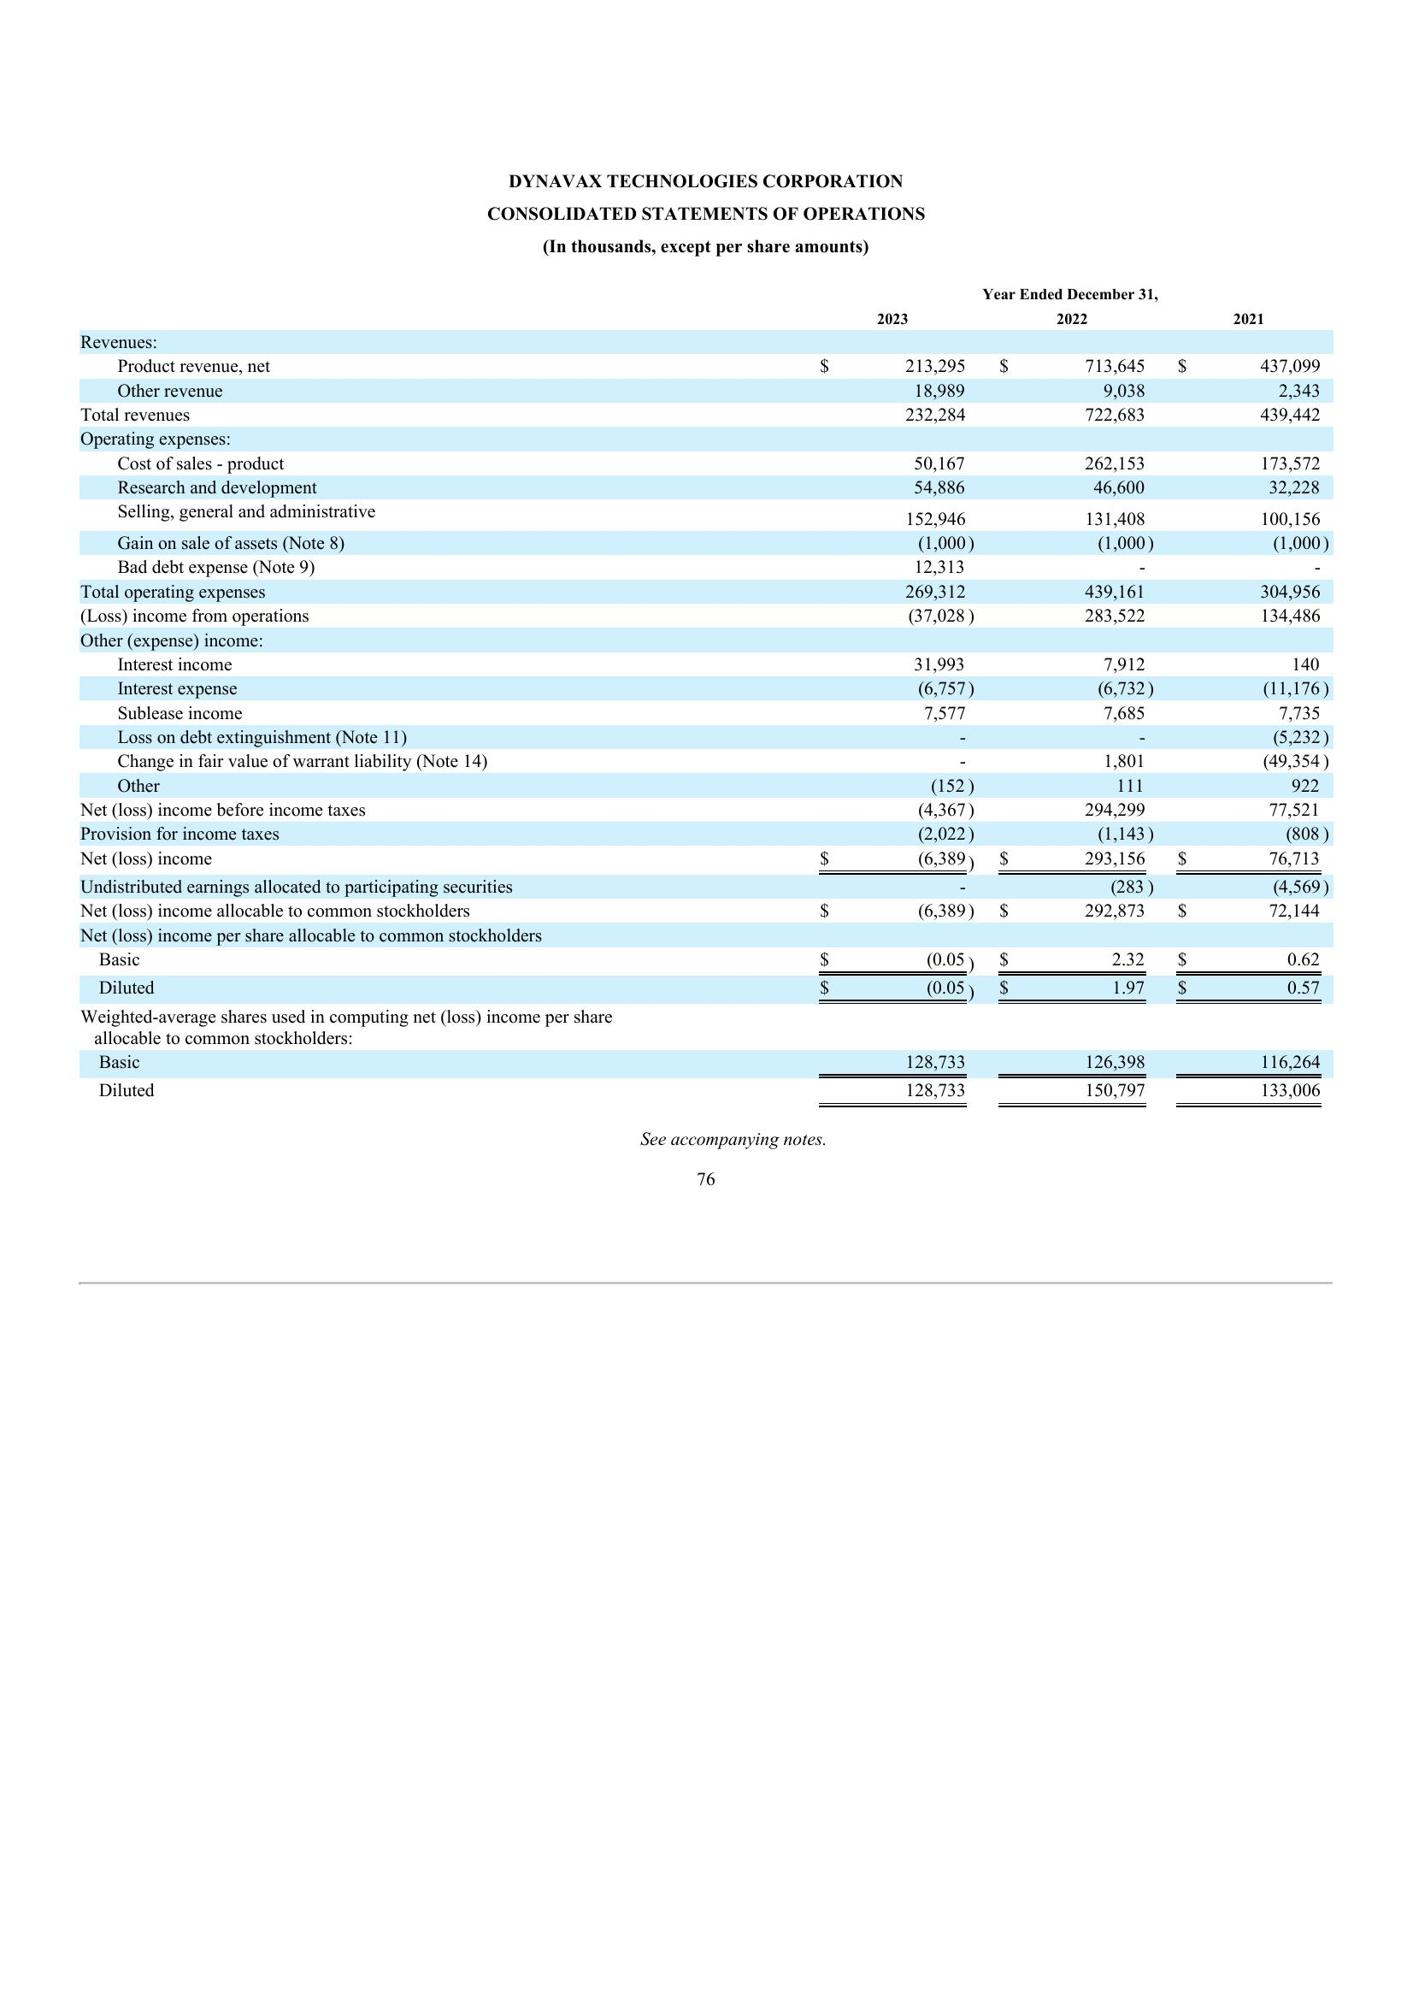 DYNAVAX TECHNOLOGIES CORPORATION
CONSOLIDATED STATEMENTS OF OPERATIONS
(In thousands, except per share amounts)
Year Ended December 31,
2023 2022 2021
Revenues:
Product revenue, net $ 213,295 $ 713,645 $ 437,099
Other revenue 18,989 9,038 2,343
Total revenues 232,284 722,683 439,442
Operating expenses:
Cost of sales - product 50,167 262,153 173,572
Research and development 54,886 46,600 32,228
Selling, general and administrative 152,946 131,408 100,156
Gain on sale of assets (Note 8) (1,000) (1,000) (1,000)
Bad debt expense (Note 9) 12,313 - -
Total operating expenses 269,312 439,161 304,956
(Loss) income from operations (37,028) 283,522 134,486
Other (expense) income:
Interest income 31,993 7,912 140
Interest expense (6,757) (6,732) (11,176)
Sublease income 7,577 7,685 7,735
Loss on debt extinguishment (Note 11) - - (5,232)
Change in fair value of warrant liability (Note 14) - 1,801 (49,354)
Other (152) 111 922
Net (loss) income before income taxes (4,367) 294,299 77,521
Provision for income taxes (2,022) (1,143) (808)
Net (loss) income $ (6,389) $ 293,156 $ 76,713
Undistributed earnings allocated to participating securities - (283) (4,569)
Net (loss) income allocable to common stockholders $ (6,389) $ 292,873 $ 72,144
Net (loss) income per share allocable to common stockholders
Basic $ (0.05) $ 2.32 $ 0.62
Diluted $ (0.05) $ 1.97 $ 0.57
Weighted-average shares used in computing net (loss) income per share
allocable to common stockholders:
Basic 128,733 126,398 116,264
Diluted 128,733 150,797 133,006
See accompanying notes.
76